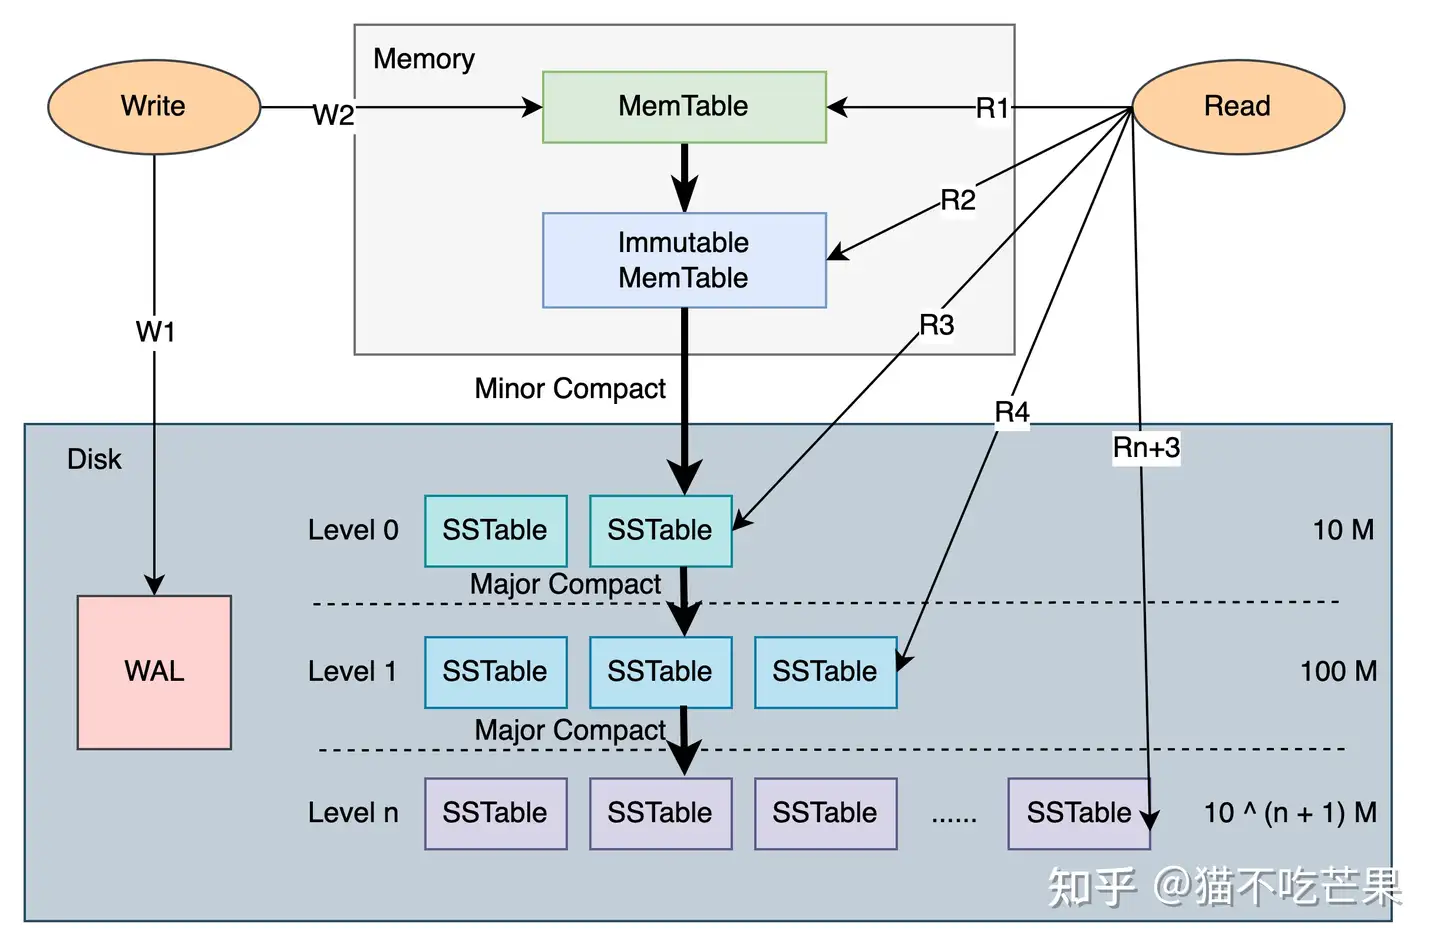 Memory
Write
W2
MemTable
R1
Read
R2
Immutable
MemTable
R3
W1
Minor Compact
R4
Rn+3
Disk
Level 0
SSTable
SSTable
10 M
Major Compact
WAL
Level 1
SSTable
SSTable
SSTable
100 M
Major Compact
Level n
SSTable
SSTable
SSTable
......
SSTable
10 ^ (n + 1) M
知乎 @猫不吃芒果